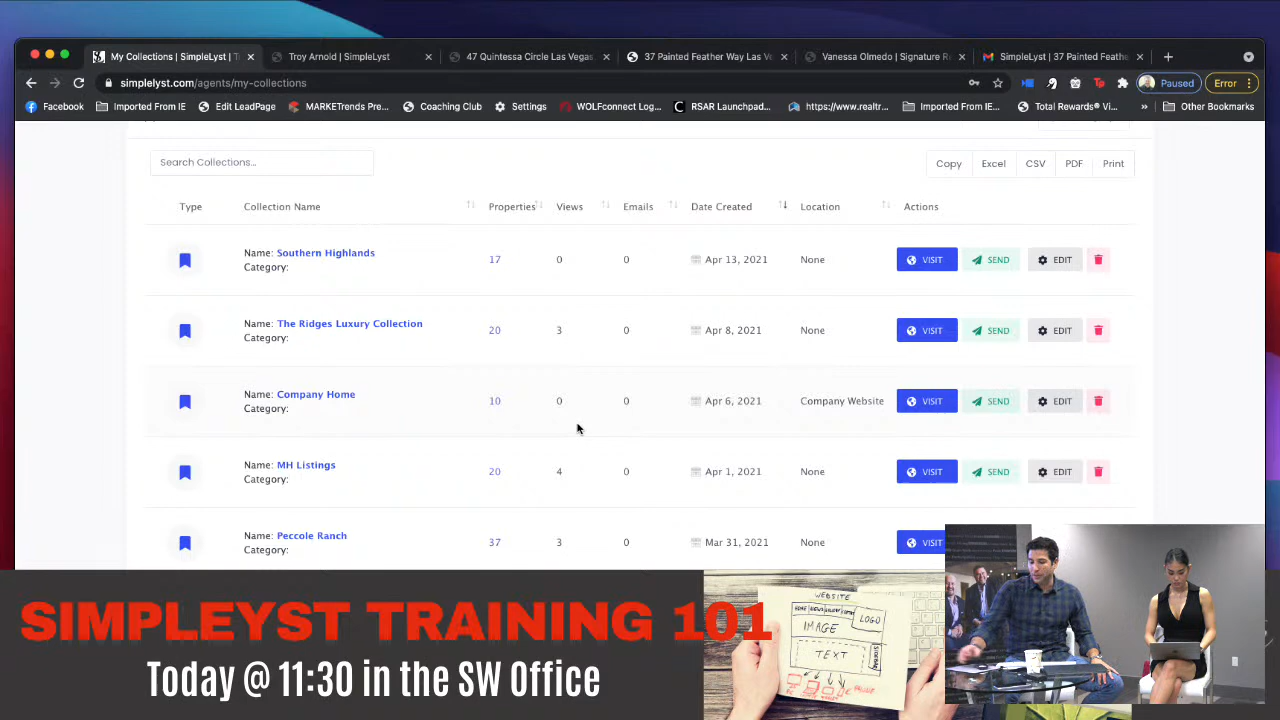 My Collections | SimpleLyst | Ti
Troy Arnold | SimpleLyst
47 Quintessa Circle Las Vegas
37 Painted Feather Way Las Ve
Vanessa Olmedo | Signature R
SimpleLyst | 37 Painted Feathe
simplelyst.com/agents/my-collections
Paused
Error
Facebook
Imported From IE
Edit LeadPage
MARKETrends Pre...
Coaching Club
Settings
WOLFconnect Log...
RSAR Launchpad...
https://www.realtr...
Imported From IE...
Total Rewards® Vi...
Other Bookmarks
Search Collections...
Copy Excel CSV PDF Print
Type Collection Name Properties Views Emails Date Created Location Actions
Name: Southern Highlands
Category:
17 0 0 Apr 13, 2021 None VISIT SEND EDIT
Name: The Ridges Luxury Collection
Category:
20 3 0 Apr 8, 2021 None VISIT SEND EDIT
Name: Company Home
Category:
10 0 0 Apr 6, 2021 Company Website VISIT SEND EDIT
Name: MH Listings
Category:
20 4 0 Apr 1, 2021 None VISIT SEND EDIT
Name: Peccole Ranch
Category:
37 3 0 Mar 31, 2021 None VISIT
SIMPLEYST TRAINING 101
Today @ 11:30 in the SW Office
WEBSITE
LOGO
IMAGE
TEXT